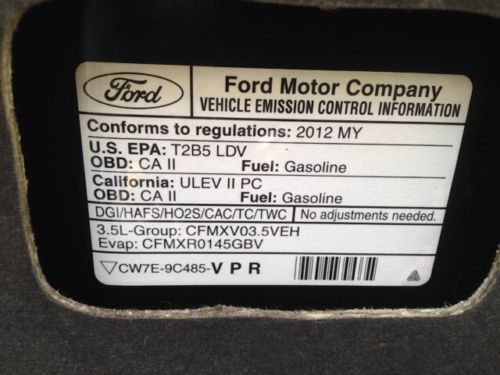 Ford
Ford Motor Company
VEHICLE EMISSION CONTROL INFORMATION
Conforms to regulations: 2012 MY
U.S. EPA: T2B5 LDV
OBD: CA II Fuel: Gasoline
California: ULEV II PC
OBD: CA II Fuel: Gasoline
DGI/HAFS/HO2S/CAC/TC/TWC No adjustments needed.
3.5L-Group: CFMXV03.5VEH
Evap: CFMXR0145GBV
CW7E-9C485-V P R